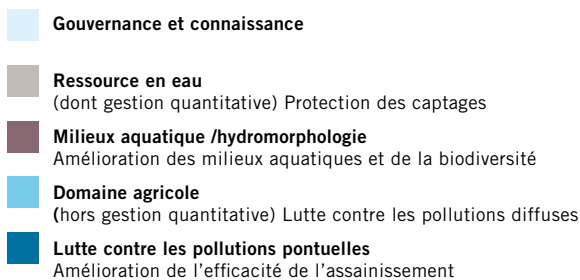 Gouvernance et connaissance
Ressource en eau
(dont gestion quantitative) Protection des captages
Milieux aquatique /hydromorphologie
Amélioration des milieux aquatiques et de la biodiversité
Domaine agricole
(hors gestion quantitative) Lutte contre les pollutions diffuses
Lutte contre les pollutions pontuelles
Amélioration de l'efficacité de l'assainissement